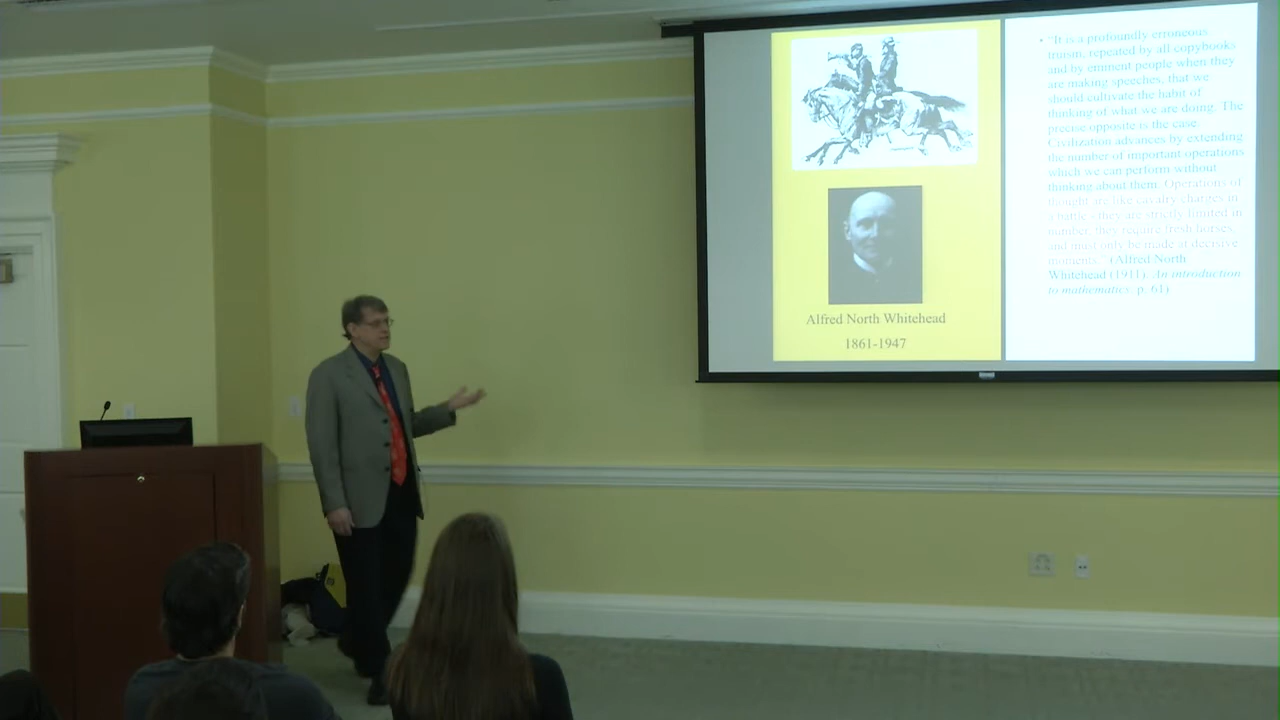 • "It is a profoundly erroneous
truism, repeated by all copybooks
and by eminent people when they
are making speeches, that we
should cultivate the habit of
thinking of what we are doing. The
precise opposite is the case.
Civilization advances by extending
the number of important operations
which we can perform without
thinking about them. Operations of
thought are like cavalry charges in
a battle - they are strictly limited in
number, they require fresh horses,
and must only be made at decisive
moments." (Alfred North
Whitehead (1911). An introduction
to mathematics. p. 61).
Alfred North Whitehead
1861-1947